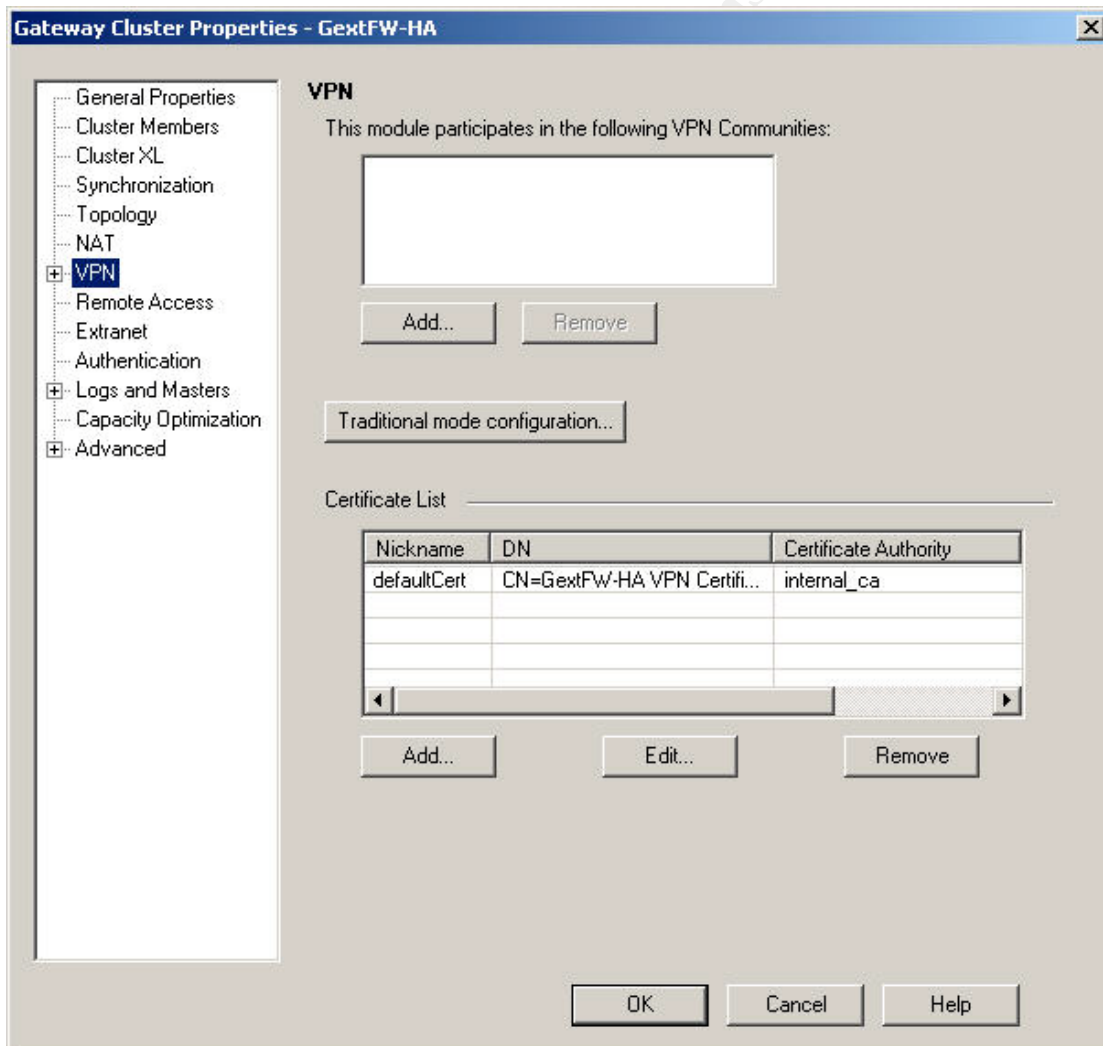 Gateway Cluster Properties - GextFW-HA
General Properties
Cluster Members
Cluster XL
Synchronization
Topology
NAT
VPN
Remote Access
Extranet
Authentication
Logs and Masters
Capacity Optimization
Advanced
VPN
This module participates in the following VPN Communities:
Add... Remove
Traditional mode configuration...
Certificate List
Nickname DN Certificate Authority
defaultCert CN=GextFW-HA VPN Certifi... internal_ca
Add... Edit... Remove
OK Cancel Help